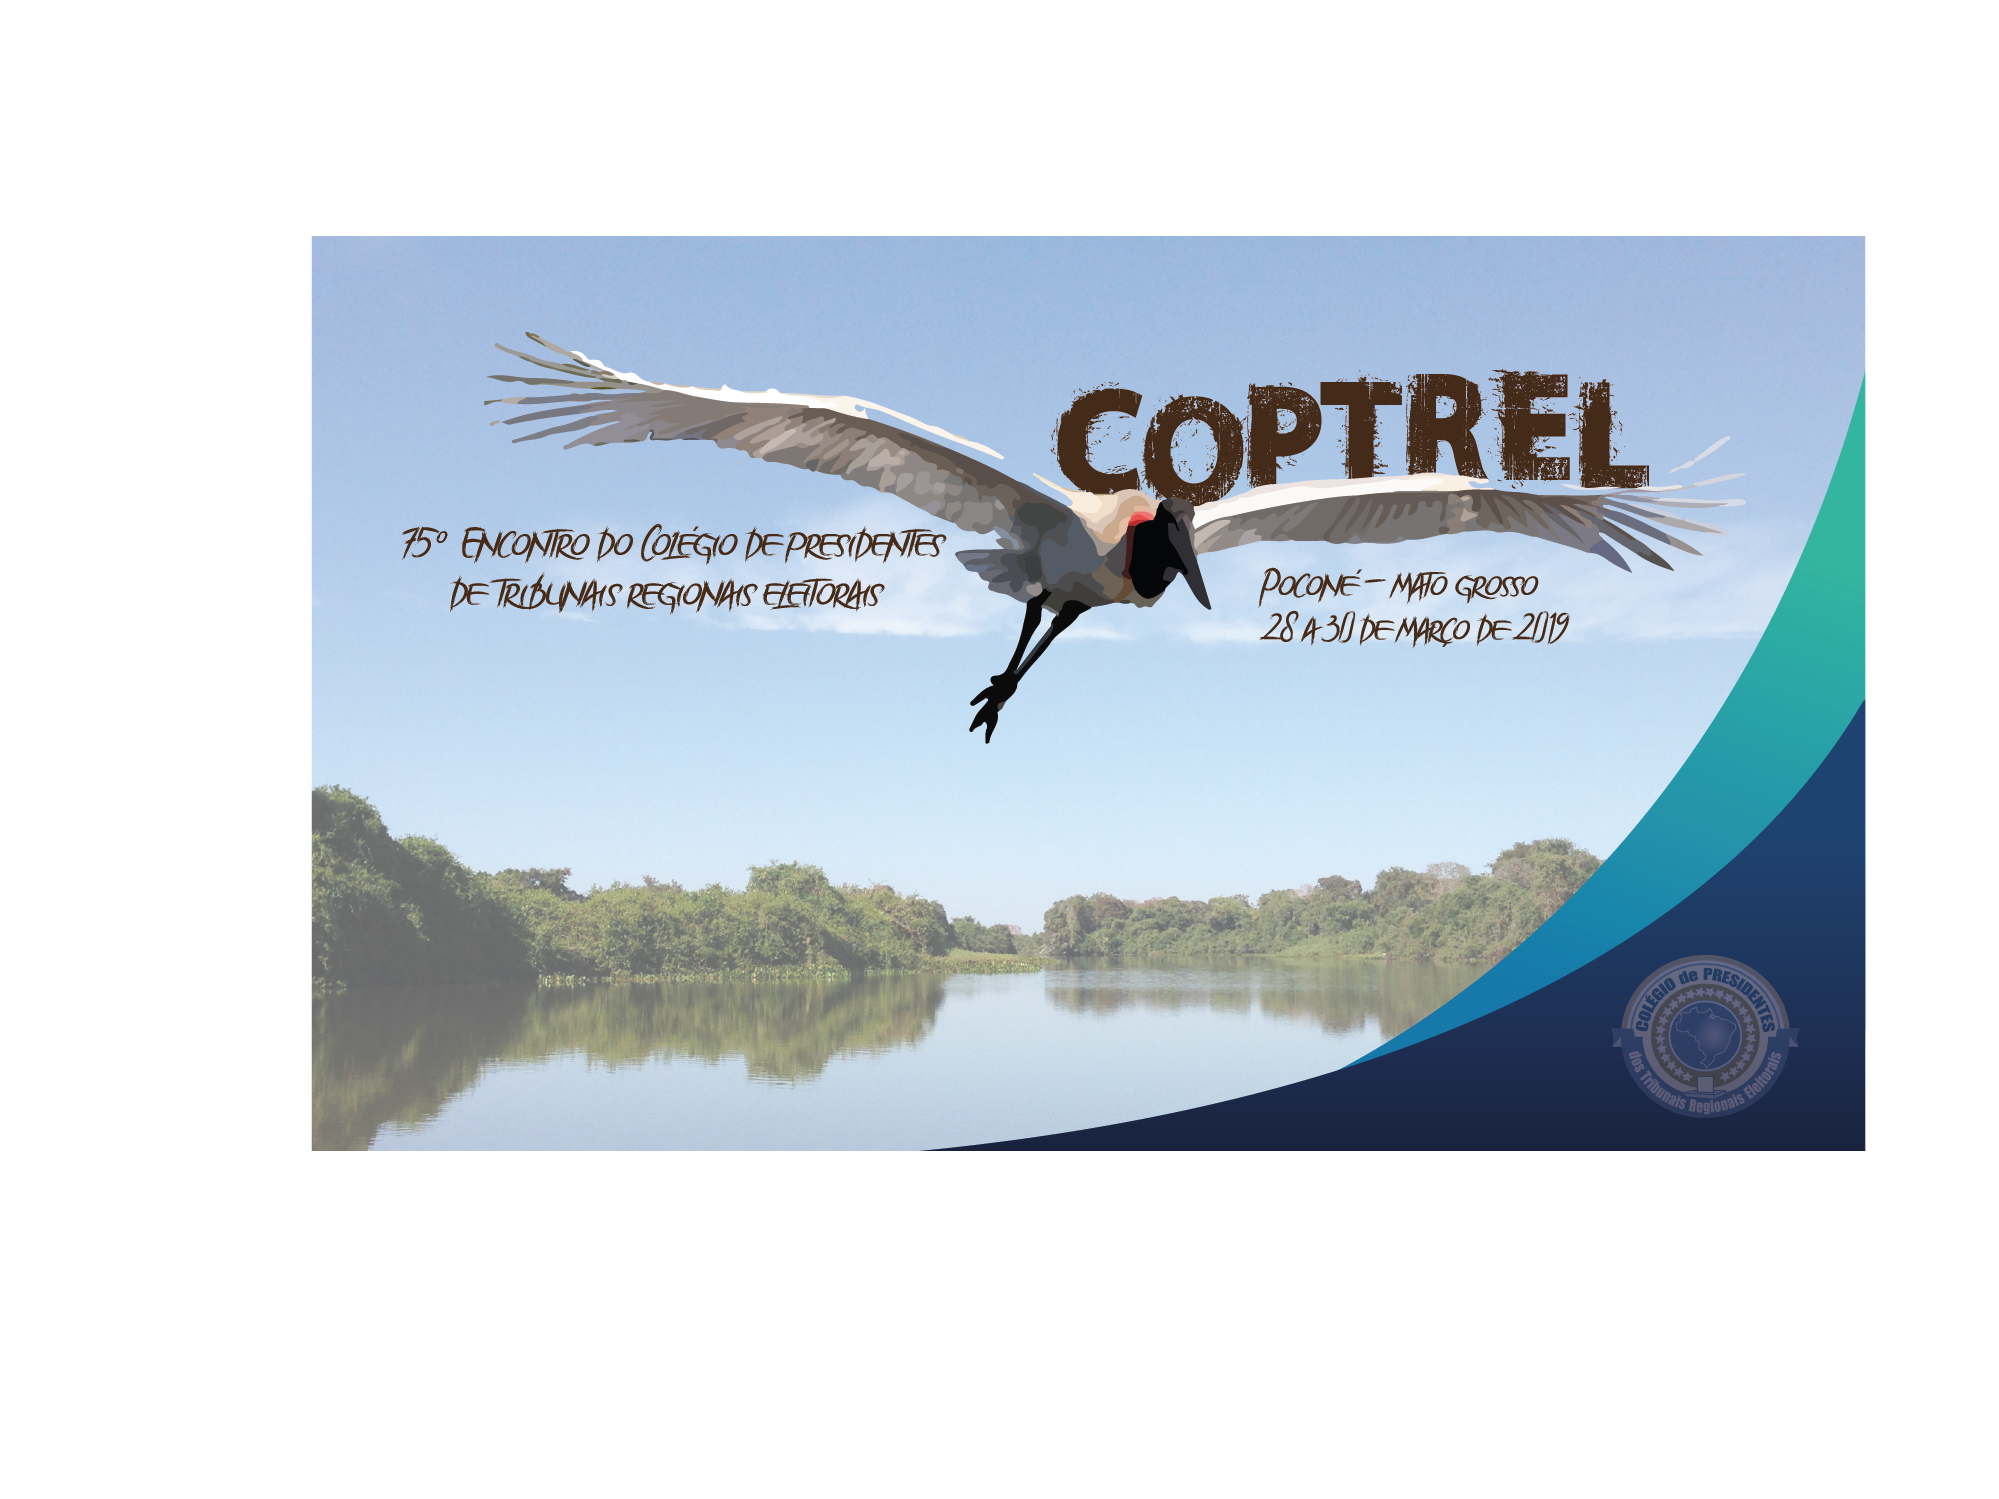 COPTREL
75º Encontro do Colégio de presidentes
de Tribunais regionais eleitorais
Poconé – mato grosso
28 a 30 de março de 2019
COLÉGIO de PRESIDENTES
dos Tribunais Regionais Eleitorais